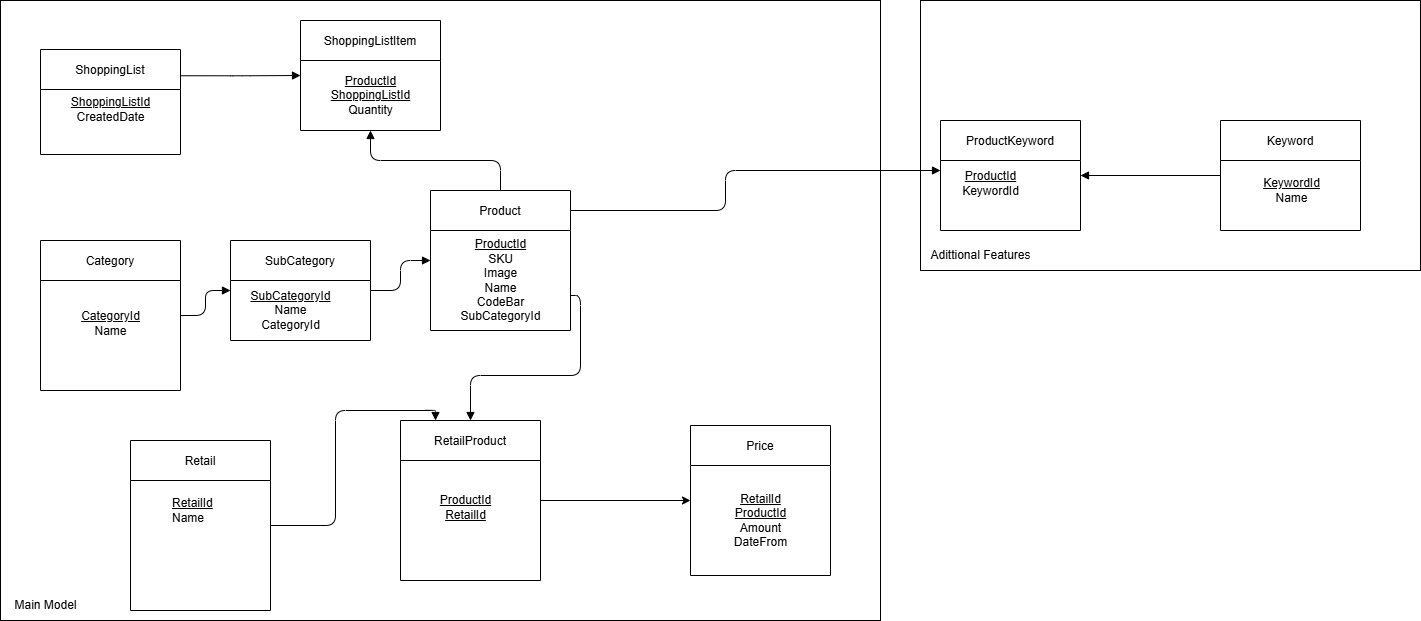 ShoppingList
ShoppingListId
CreatedDate
ShoppingListItem
ProductId
ShoppingListId
Quantity
Product
ProductId
SKU
Image
Name
CodeBar
SubCategoryId
Category
CategoryId
Name
SubCategory
SubCategoryId
Name
CategoryId
Retail
RetailId
Name
RetailProduct
ProductId
RetailId
Price
RetailId
ProductId
Amount
DateFrom
Main Model
ProductKeyword
ProductId
KeywordId
Keyword
KeywordId
Name
Adittional Features